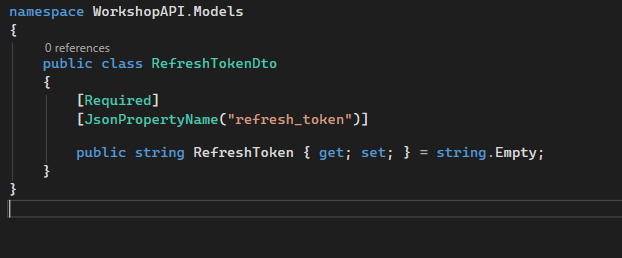 namespace WorkshopAPI.Models
{
0 references
public class RefreshTokenDto
{
[Required]
[JsonPropertyName("refresh_token")]
public string RefreshToken { get; set; } = string.Empty;
}
}